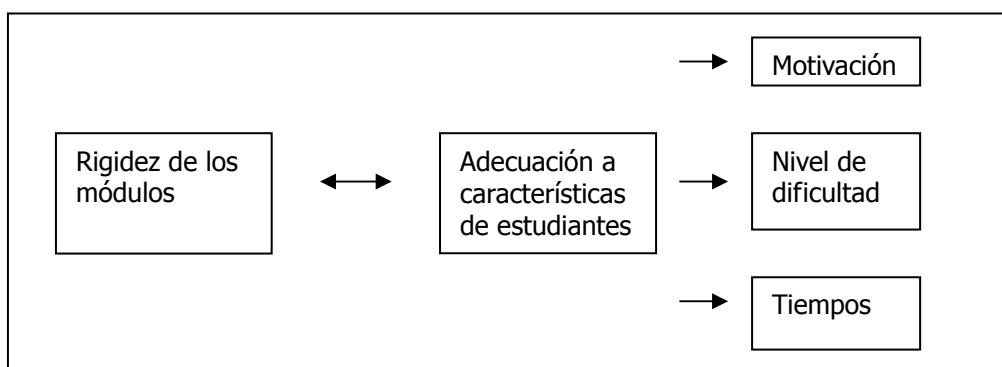 Rigidez de los
módulos
Adecuación a
características
de estudiantes
Motivación
Nivel de
dificultad
Tiempos